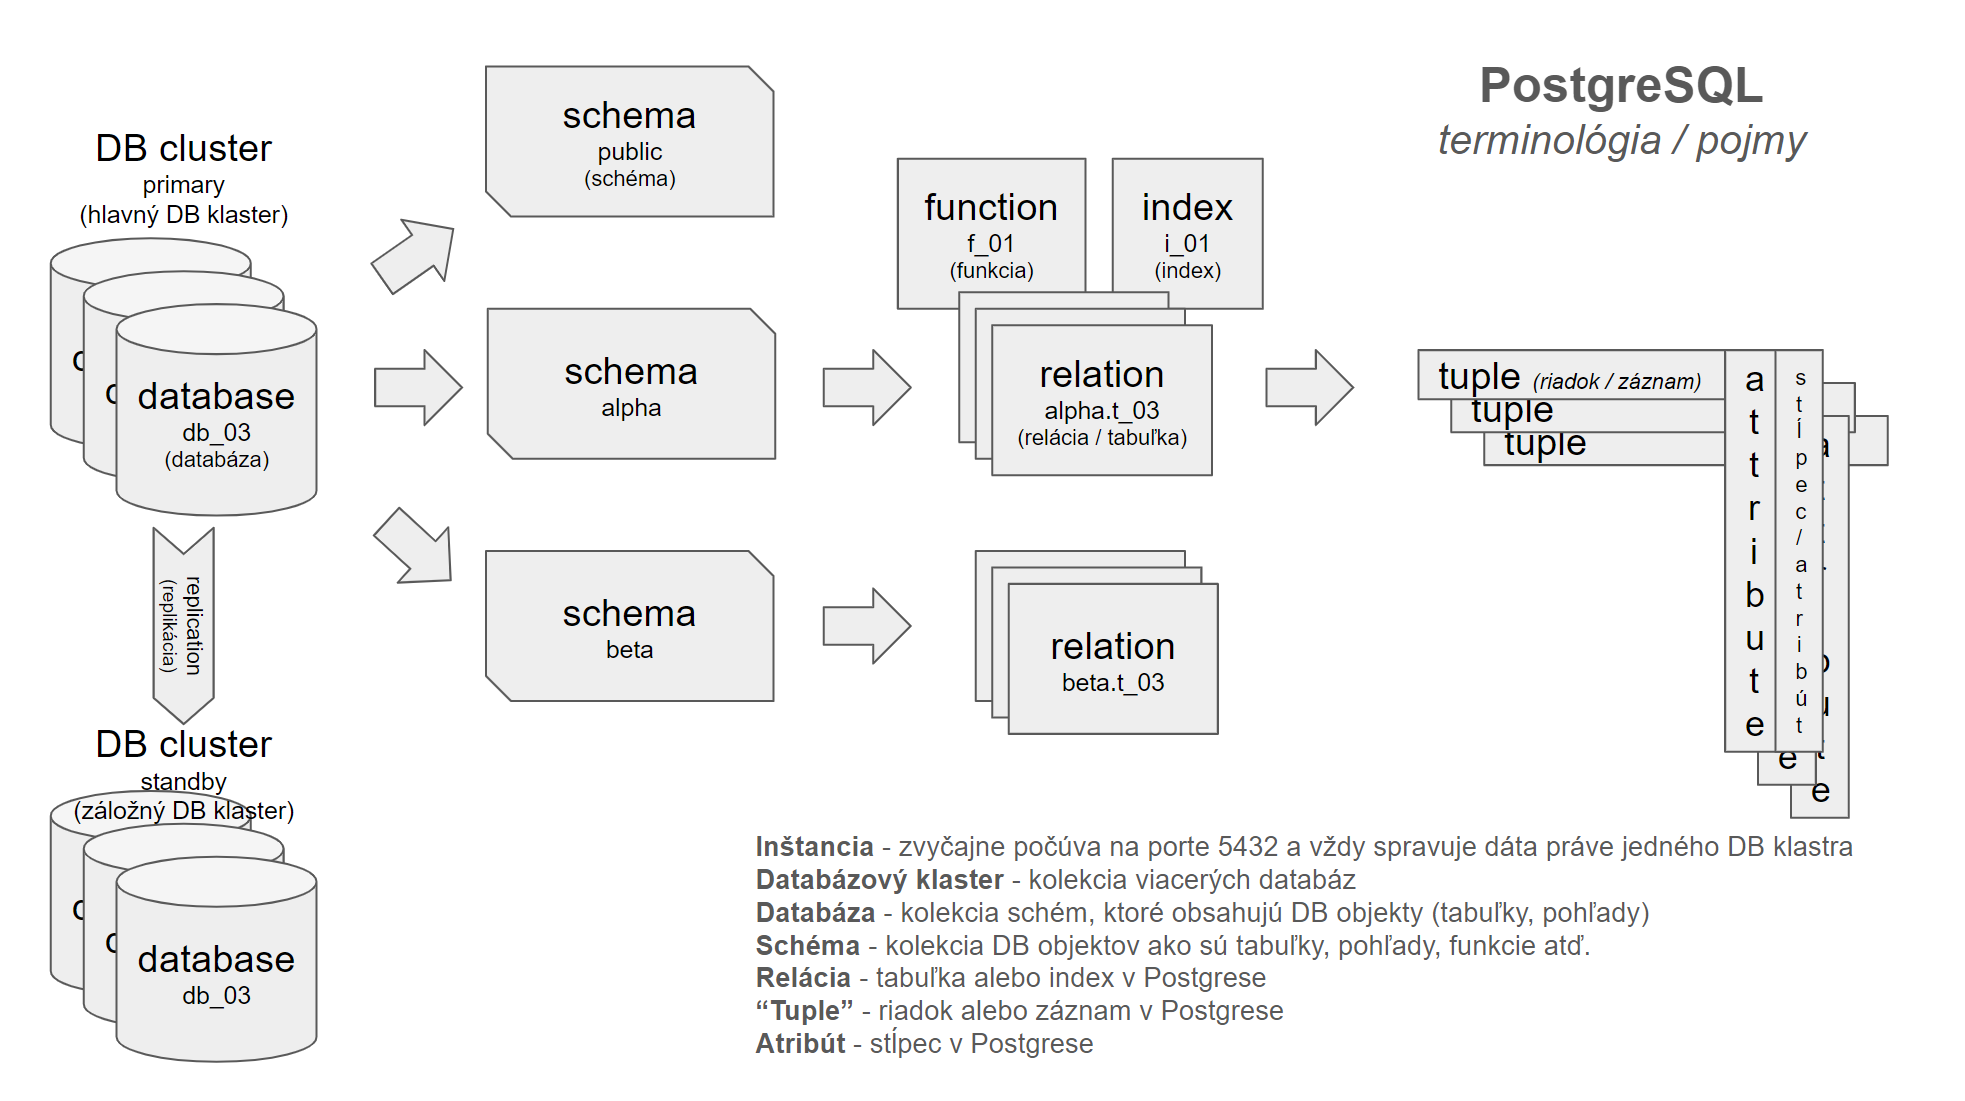 PostgreSQL
terminológia / pojmy
DB cluster
primary
(hlavný DB klaster)
database
db_03
(databáza)
replication
(replikácia)
DB cluster
standby
(záložný DB klaster)
database
db_03
schema
public
(schéma)
schema
alpha
schema
beta
function
f_01
(funkcia)
index
i_01
(index)
relation
alpha.t_03
(relácia / tabuľka)
relation
beta.t_03
tuple (riadok / záznam)
tuple
tuple
attribute
stĺpec/atribút
Inštancia - zvyčajne počúva na porte 5432 a vždy spravuje dáta práve jedného DB klastra
Databázový klaster - kolekcia viacerých databáz
Databáza - kolekcia schém, ktoré obsahujú DB objekty (tabuľky, pohľady)
Schéma - kolekcia DB objektov ako sú tabuľky, pohľady, funkcie atď.
Relácia - tabuľka alebo index v Postgrese
“Tuple” - riadok alebo záznam v Postgrese
Atribút - stĺpec v Postgrese